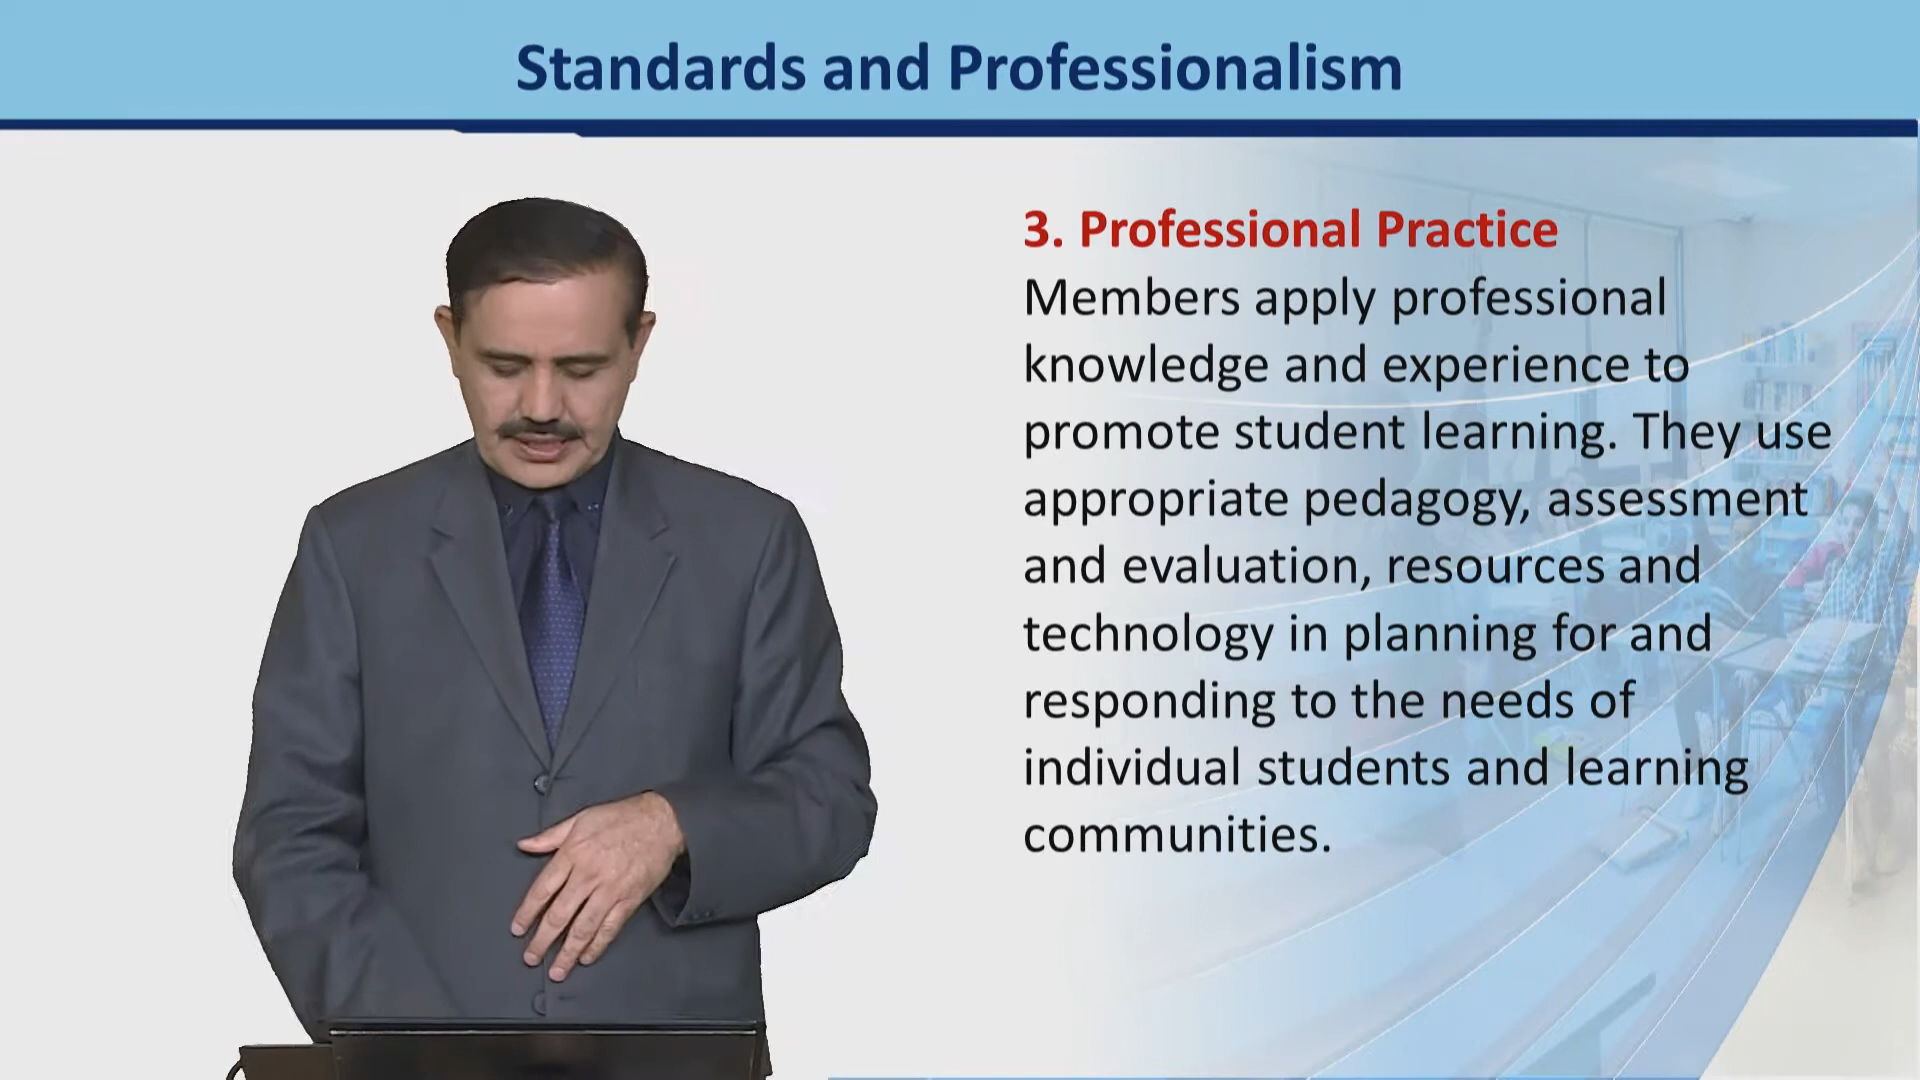 Standards and Professionalism
3. Professional Practice
Members apply professional
knowledge and experience to
promote student learning. They use
appropriate pedagogy, assessment
and evaluation, resources and
technology in planning for and
responding to the needs of
individual students and learning
communities.